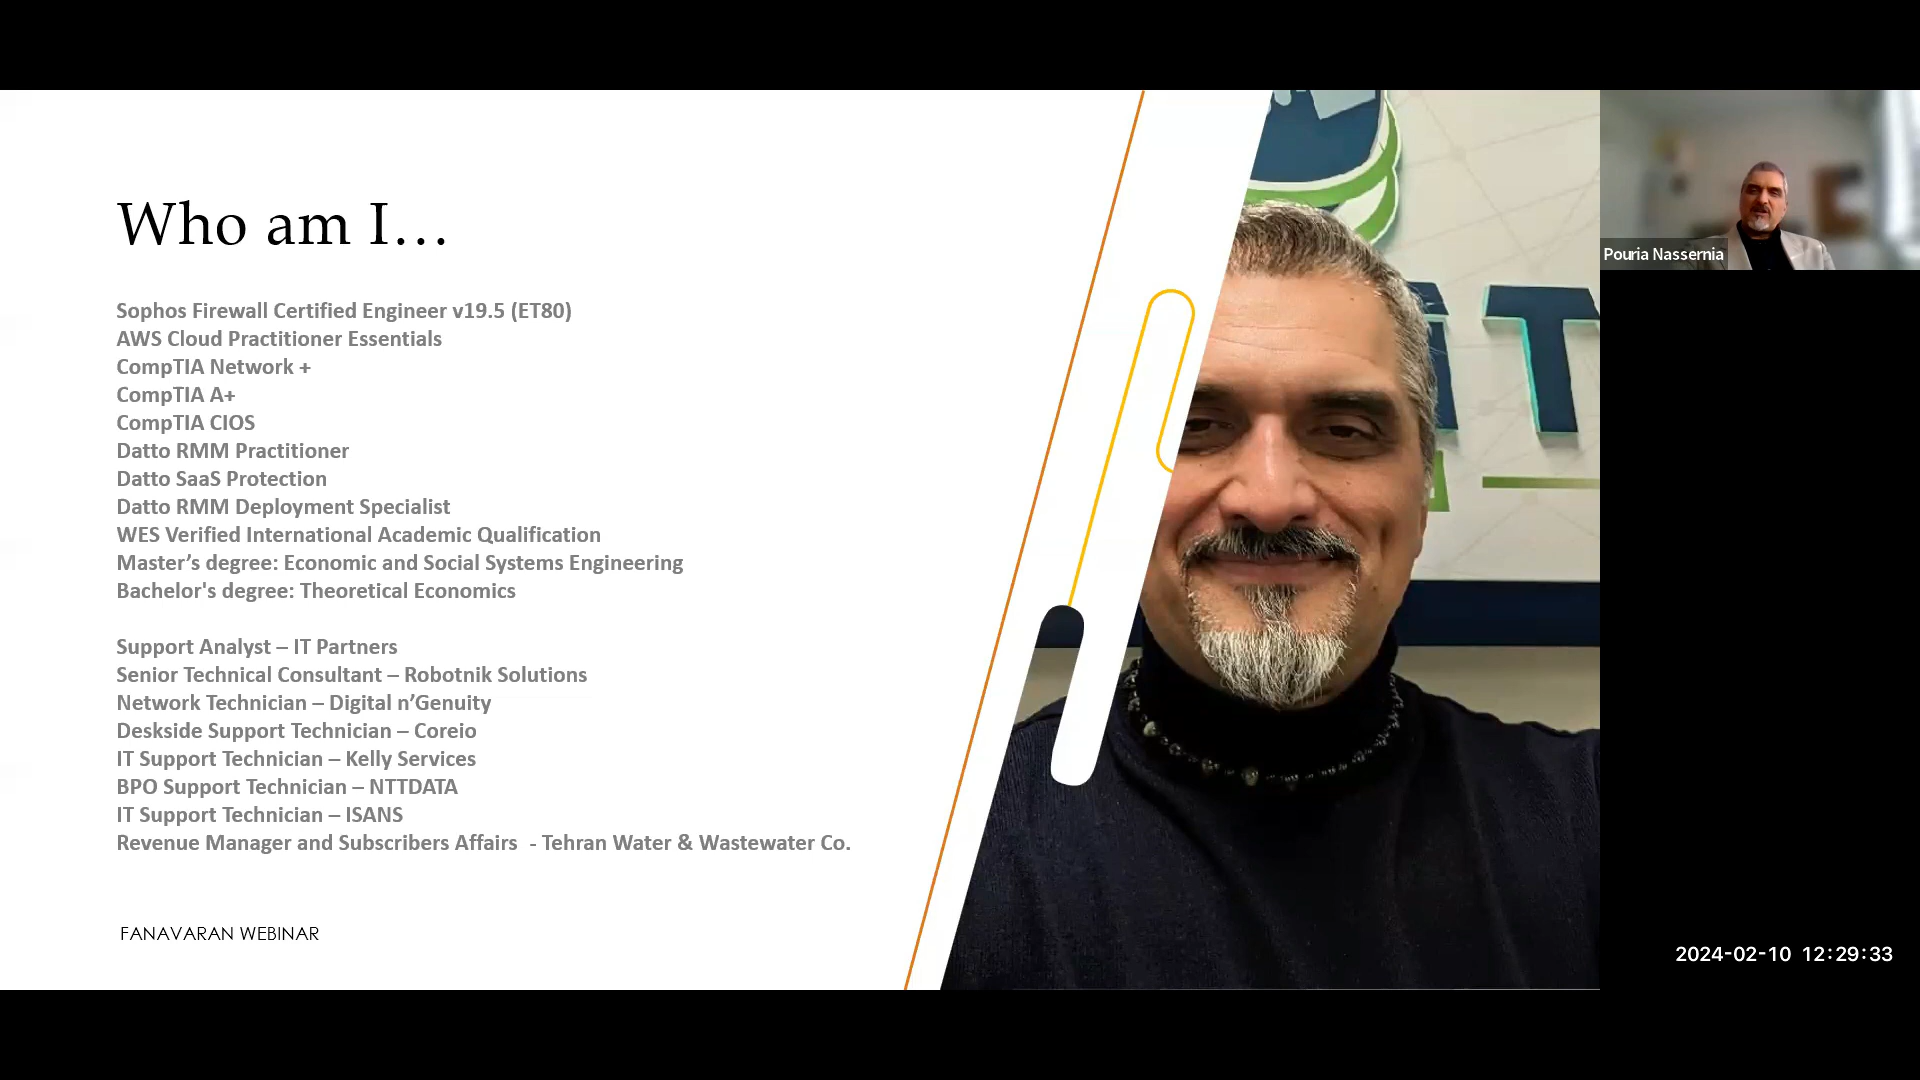 Who am I...
Sophos Firewall Certified Engineer v19.5 (ET80)
AWS Cloud Practitioner Essentials
CompTIA Network +
CompTIA A+
CompTIA CIOS
Datto RMM Practitioner
Datto SaaS Protection
Datto RMM Deployment Specialist
WES Verified International Academic Qualification
Master’s degree: Economic and Social Systems Engineering
Bachelor's degree: Theoretical Economics
Support Analyst – IT Partners
Senior Technical Consultant – Robotnik Solutions
Network Technician – Digital n’Genuity
Deskside Support Technician – Coreio
IT Support Technician – Kelly Services
BPO Support Technician – NTTDATA
IT Support Technician – ISANS
Revenue Manager and Subscribers Affairs  - Tehran Water & Wastewater Co.
FANAVARAN WEBINAR
iT
Pouria Nassernia
2024-02-10 12:29:33